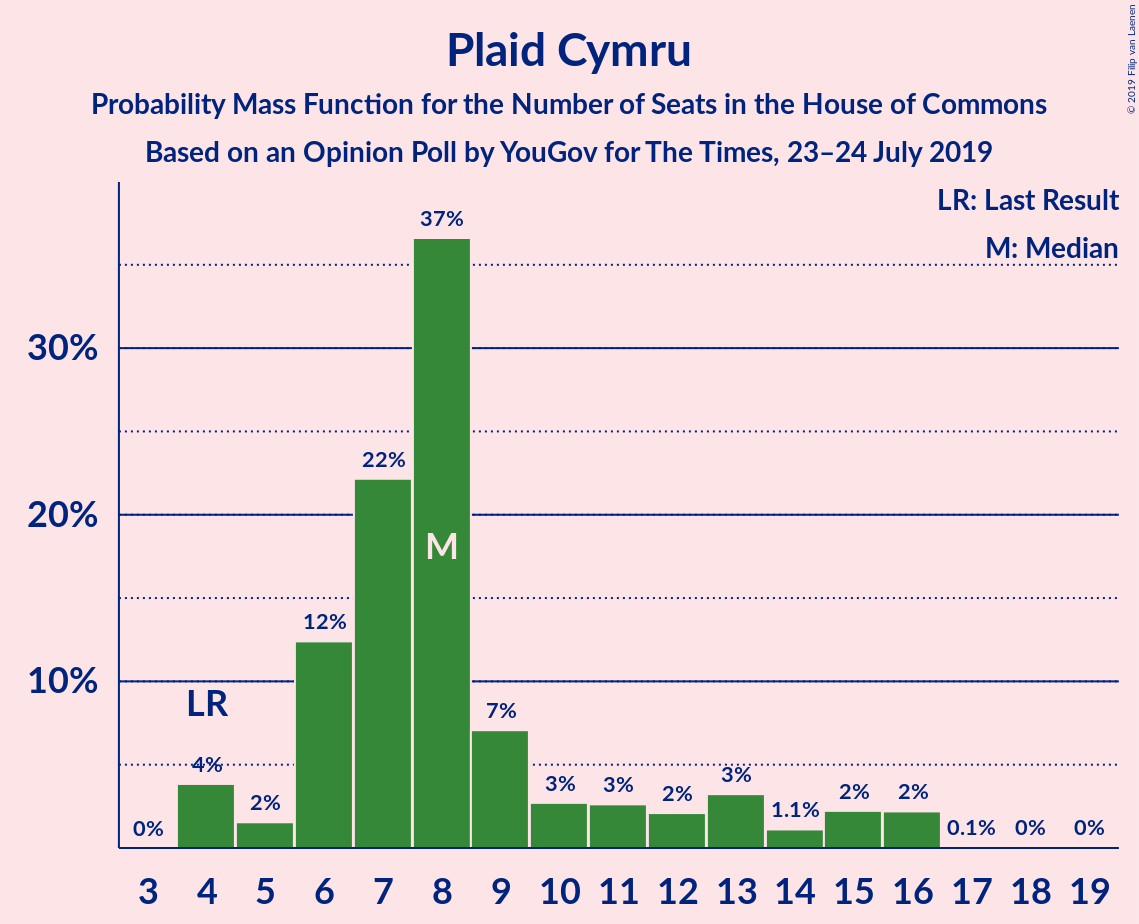 Plaid Cymru
Probability Mass Function for the Number of Seats in the House of Commons
Based on an Opinion Poll by YouGov for The Times, 23–24 July 2019
© 2019 Filip van Laenen
LR: Last Result
M: Median
37%
30%
22%
20%
M
12%
10%
LR
7%
4%
2%
0%
3%
3%
2%
3%
1.1%
2%
2%
0.1%
0%
0%
3 4 5 6 7 8 9 10 11 12 13 14 15 16 17 18 19